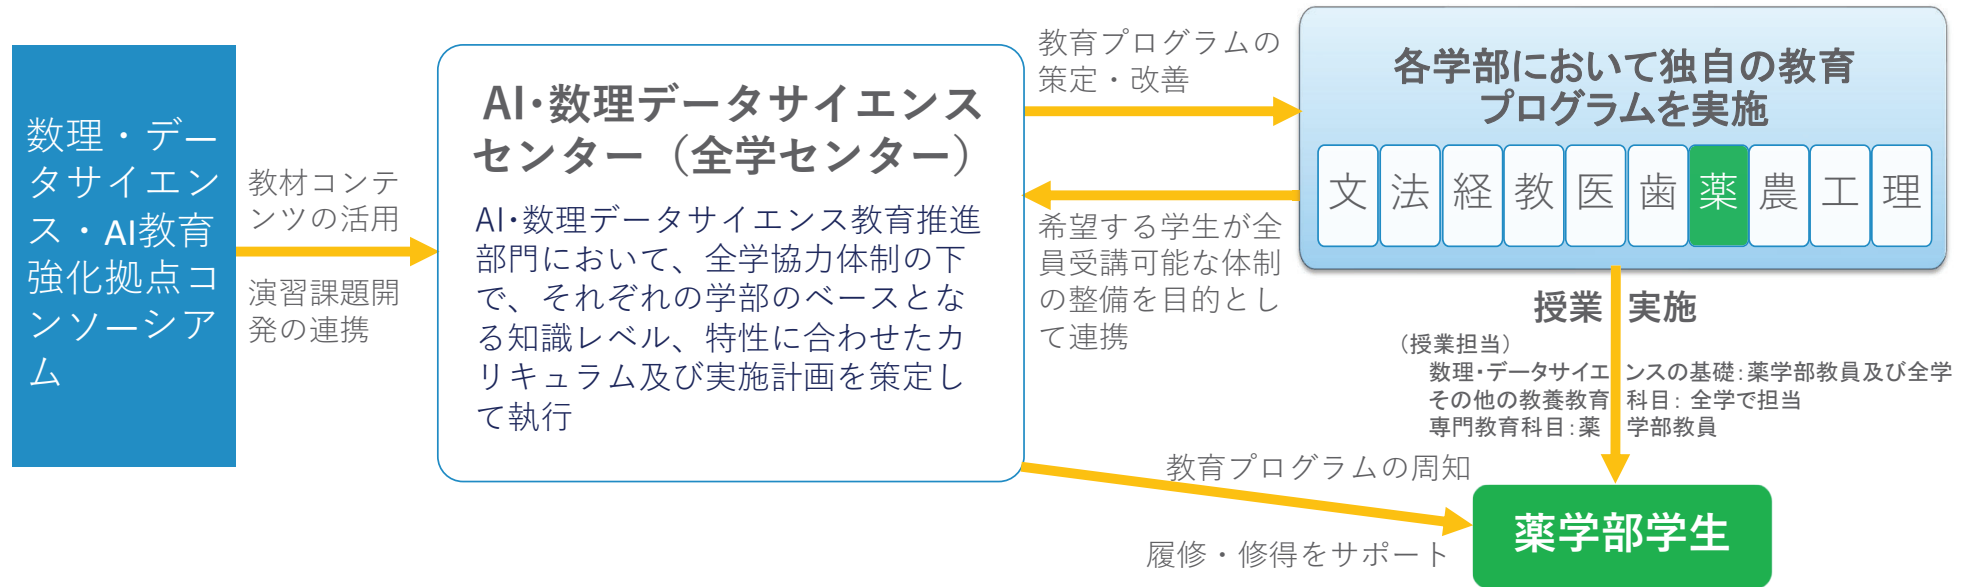 数理・デー
タサイエン
ス・AI教育
強化拠点コ
ンソーシア
ム
教材コンテ
ンツの活用
演習課題開
発の連携
AI・数理データサイエンス
センター（全学センター）
AI・数理データサイエンス教育推進
部門において、全学協力体制の下
で、それぞれの学部のベースとな
る知識レベル、特性に合わせたカ
リキュラム及び実施計画を策定し
て執行
教育プログラムの
策定・改善
希望する学生が全
員受講可能な体制
の整備を目的とし
て連携
各学部において独自の教育
プログラムを実施
文 法 経 教 医 歯 薬 農 工 理
授業 実施
（授業担当）
数理・データサイエンスの基礎：薬学部教員及び全学
その他の教養教育科目：全学で担当
専門教育科目：薬学部教員
教育プログラムの周知
履修・修得をサポート
薬学部学生